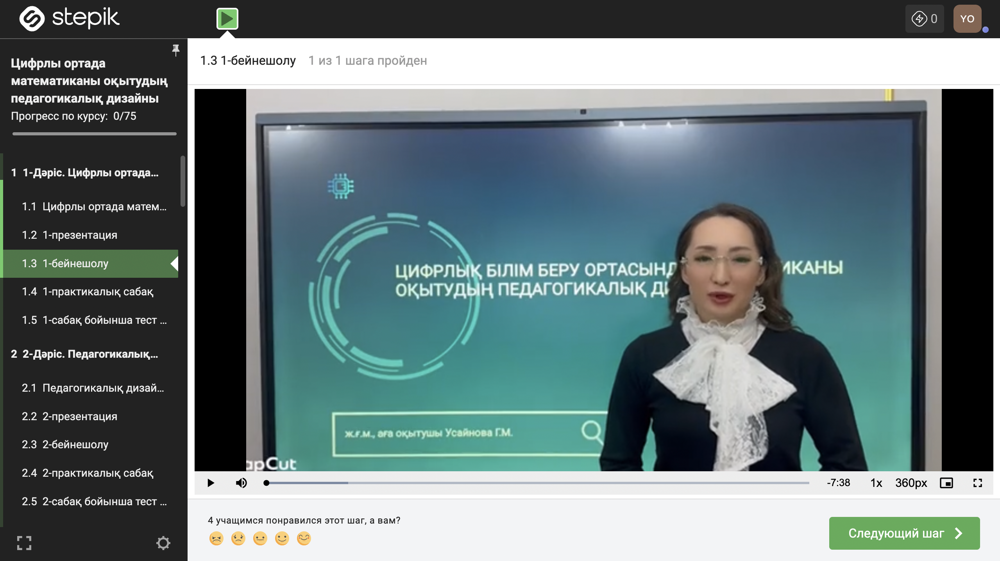 stepik
0
YO
Цифрлы ортада
математиканы оқытудың
педагогикалық дизайны
Прогресс по курсу: 0/75
1 1-Дәріс. Цифрлы ортада...
1.1 Цифрлы ортада матем...
1.2 1-презентация
1.3 1-бейнешолу
1.4 1-практикалық сабақ
1.5 1-сабақ бойынша тест ...
2 2-Дәріс. Педагогикалық...
2.1 Педагогикалық дизай...
2.2 2-презентация
2.3 2-бейнешолу
2.4 2-практикалық сабақ
2.5 2-сабақ бойынша тест ...
1.3 1-бейнешолу 1 из 1 шага пройден
ЦИФРЛЫҚ БІЛІМ БЕРУ ОРТАСЫНД ИКАНЫ
ОҚЫТУДЫҢ ПЕДАГОГИКАЛЫҚ ДИ
ж.ғ.м., аға оқытушы Усайнова Г.М.
apCut
-7:38 1x 360px
4 учащимся понравился этот шаг, а вам?
Следующий шаг